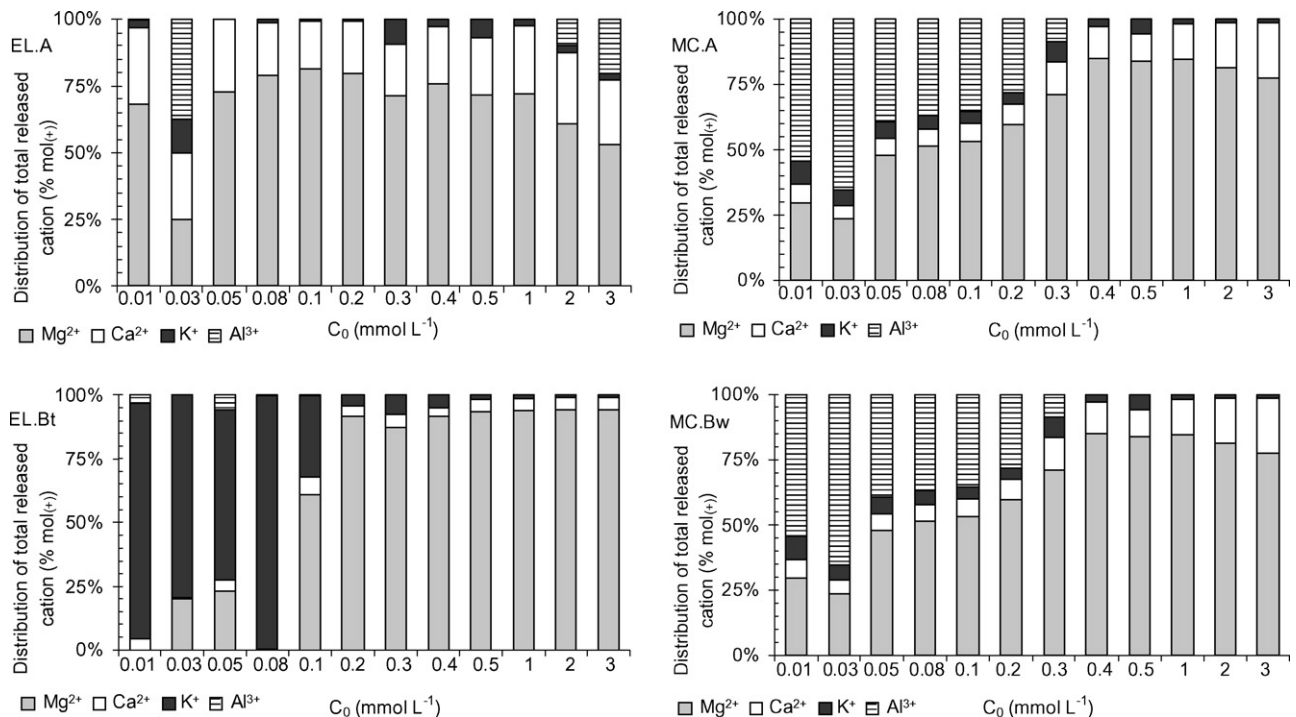 EL.A
Distribution of total released
cation (% mol(+))
100%
75%
50%
25%
0%
0.01 0.03 0.05 0.08 0.1 0.2 0.3 0.4 0.5 1 2 3
C₀ (mmol L⁻¹)
Mg²⁺ Ca²⁺ K⁺ Al³⁺
MC.A
Distribution of total released
cation (% mol(+))
100%
75%
50%
25%
0%
0.01 0.03 0.05 0.08 0.1 0.2 0.3 0.4 0.5 1 2 3
C₀ (mmol L⁻¹)
Mg²⁺ Ca²⁺ K⁺ Al³⁺
EL.Bt
Distribution of total released
cation (% mol(+))
100%
75%
50%
25%
0%
0.01 0.03 0.05 0.08 0.1 0.2 0.3 0.4 0.5 1 2 3
C₀ (mmol L⁻¹)
Mg²⁺ Ca²⁺ K⁺ Al³⁺
MC.Bw
Distribution of total released
cation (% mol(+))
100%
75%
50%
25%
0%
0.01 0.03 0.05 0.08 0.1 0.2 0.3 0.4 0.5 1 2 3
C₀ (mmol L⁻¹)
Mg²⁺ Ca²⁺ K⁺ Al³⁺